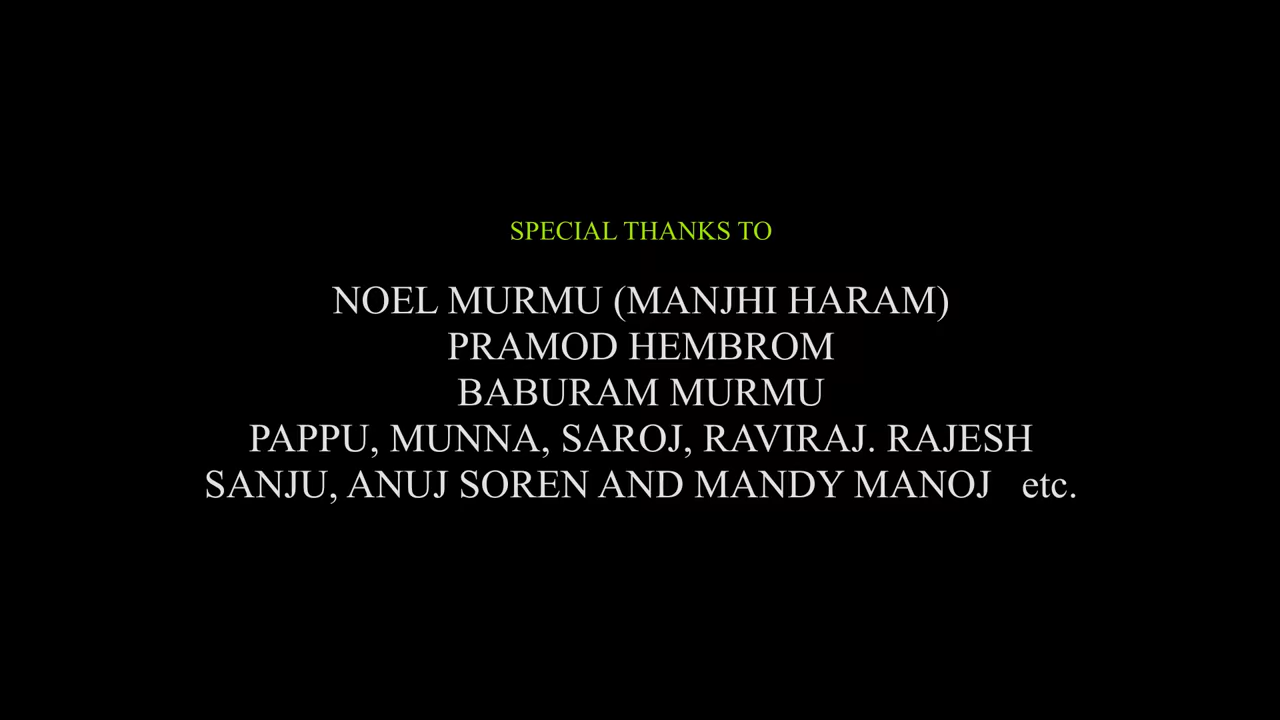 SPECIAL THANKS TO
NOEL MURMU (MANJHI HARAM)
PRAMOD HEMBROM
BABURAM MURMU
PAPPU, MUNNA, SAROJ, RAVIRAJ. RAJESH
SANJU, ANUJ SOREN AND MANDY MANOJ etc.